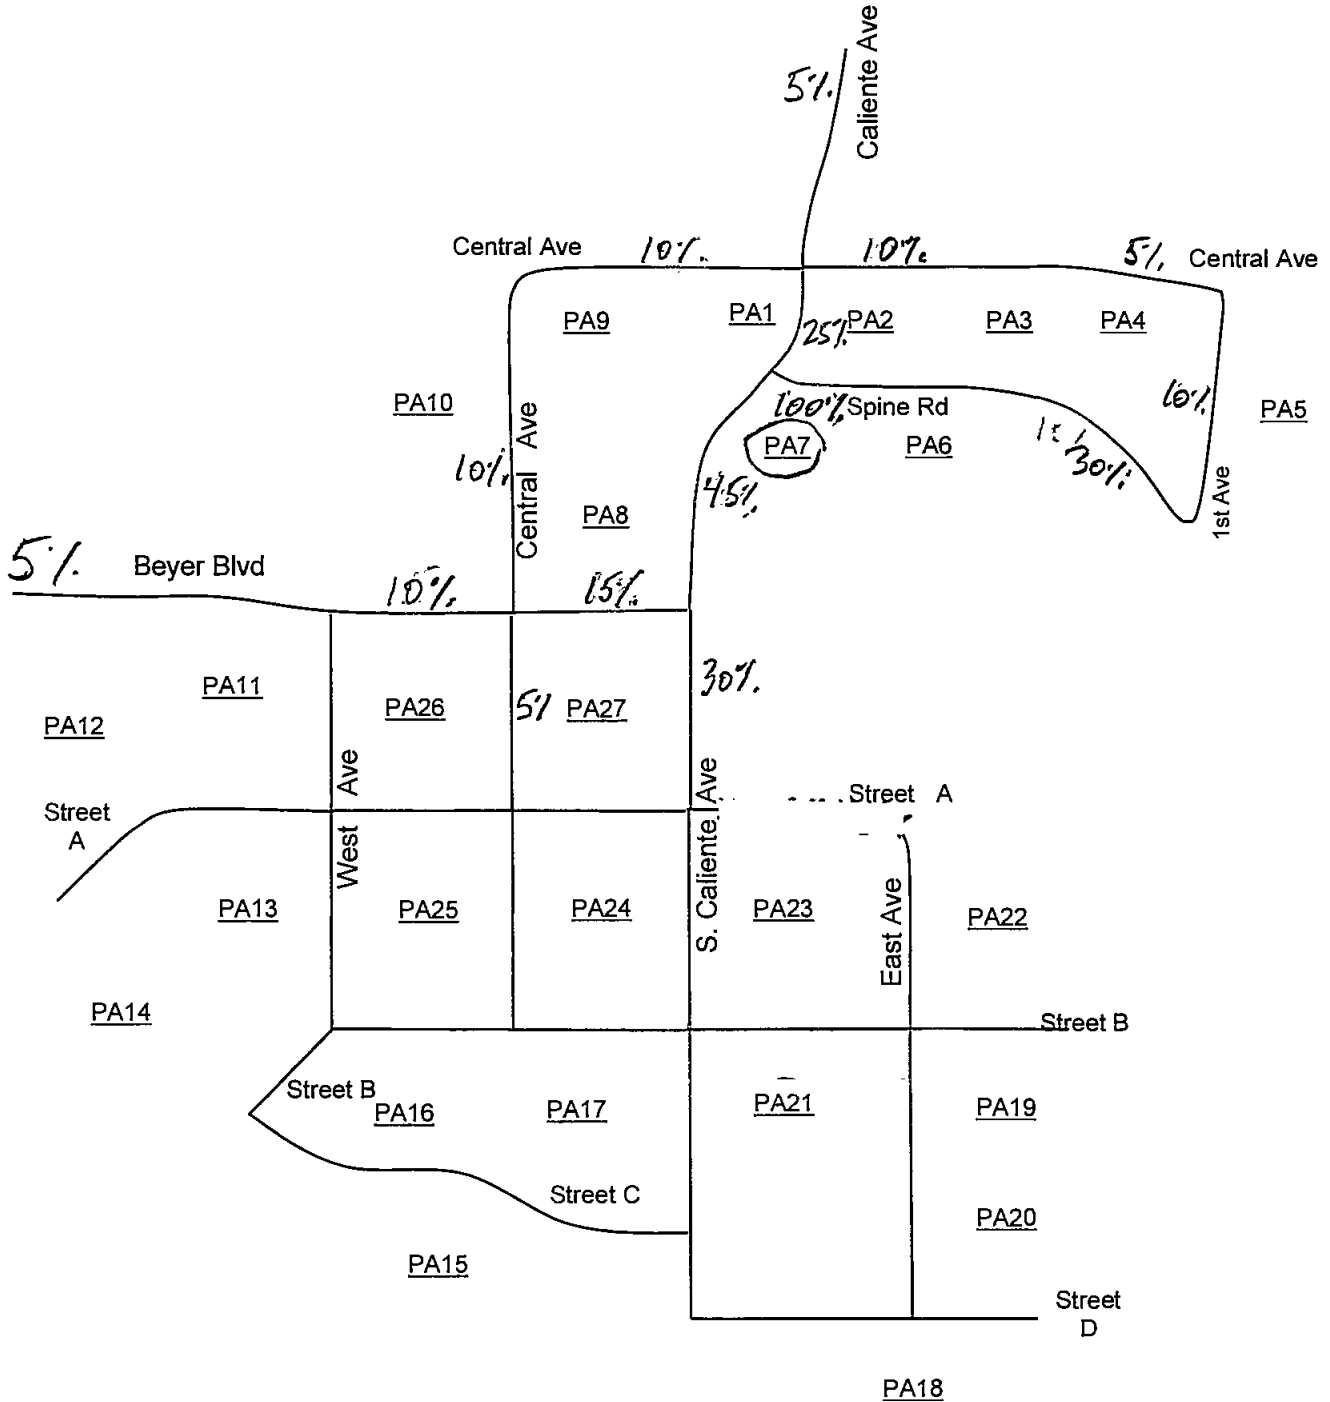 Caliente Ave
5%
Central Ave
10%
10%
5%
Central Ave
PA9
PA1
25%
PA2
PA3
PA4
PA10
Central Ave
100%
Spine Rd
10%
PA5
PA7
PA6
30%
10%
45%
1st Ave
PA8
5%
Beyer Blvd
10%
15%
30%
PA11
PA12
PA26
5%
PA27
West Ave
S. Caliente Ave
Street A
Street
A
PA13
PA25
PA24
PA23
East Ave
PA22
PA14
Street B
Street B
PA16
PA17
PA21
PA19
Street C
PA20
PA15
Street
D
PA18